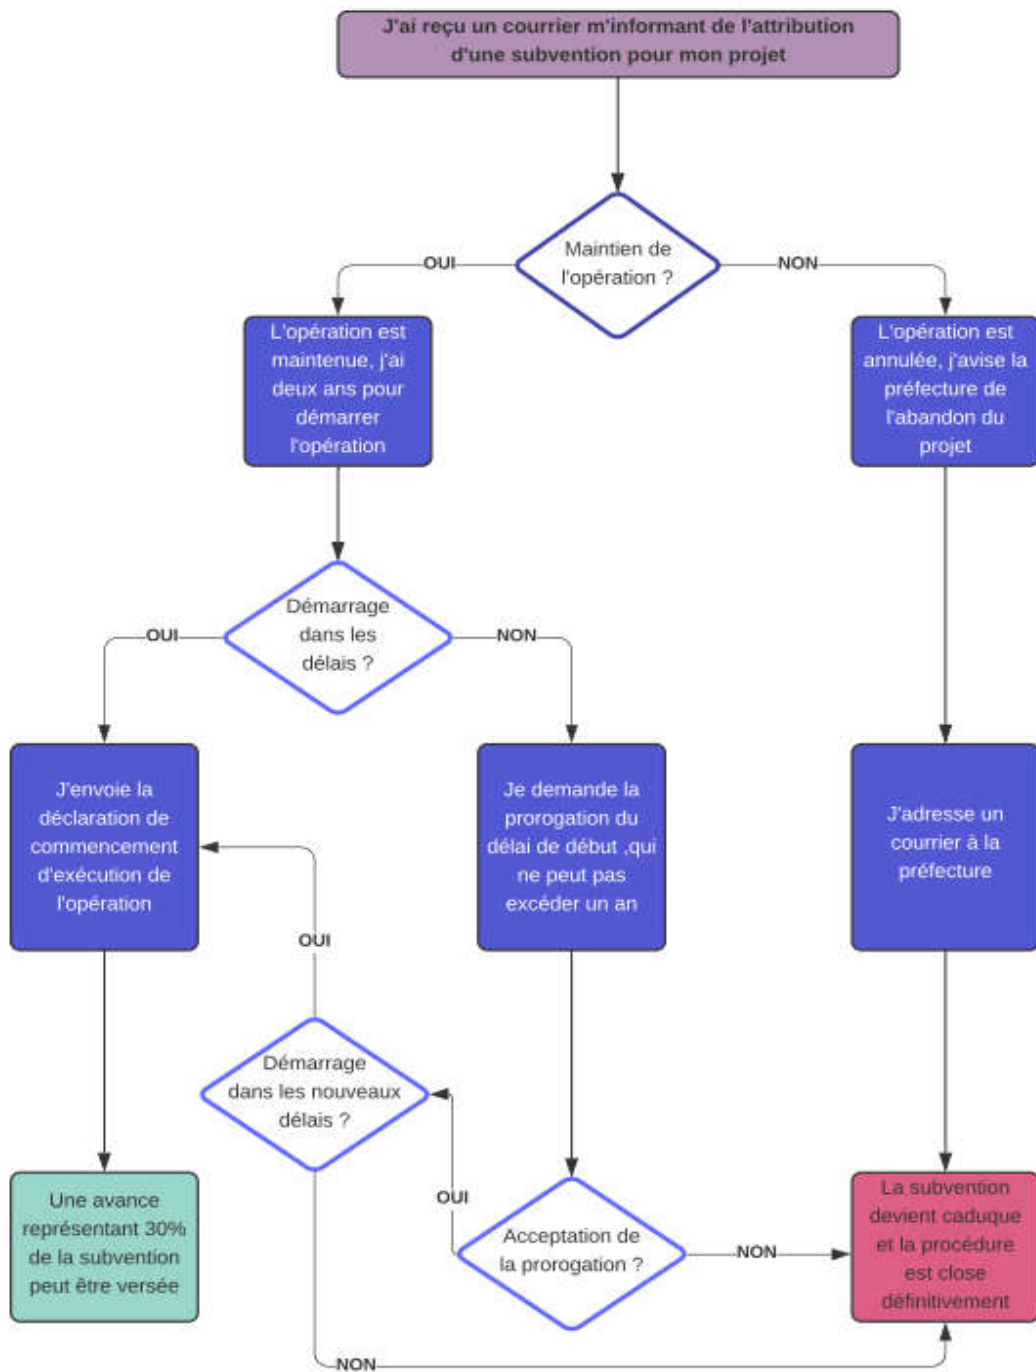 J'ai reçu un courrier m'informant de l'attribution
d'une subvention pour mon projet
Maintien de
l'opération ?
OUI
NON
L'opération est
maintenue, j'ai
deux ans pour
démarrer
l'opération
L'opération est
annulée, j'avise la
préfecture de
l'abandon du
projet
Démarrage
dans les
délais ?
OUI
NON
J'envoie la
déclaration de
commencement
d'exécution de
l'opération
Je demande la
prorogation du
délai de début ,qui
ne peut pas
excéder un an
J'adresse un
courrier à la
préfecture
OUI
Démarrage
dans les nouveaux
délais ?
OUI
Acceptation de
la prorogation ?
NON
Une avance
représentant 30%
de la subvention
peut être versée
La subvention
devient caduque
et la procédure
est close
définitivement
NON